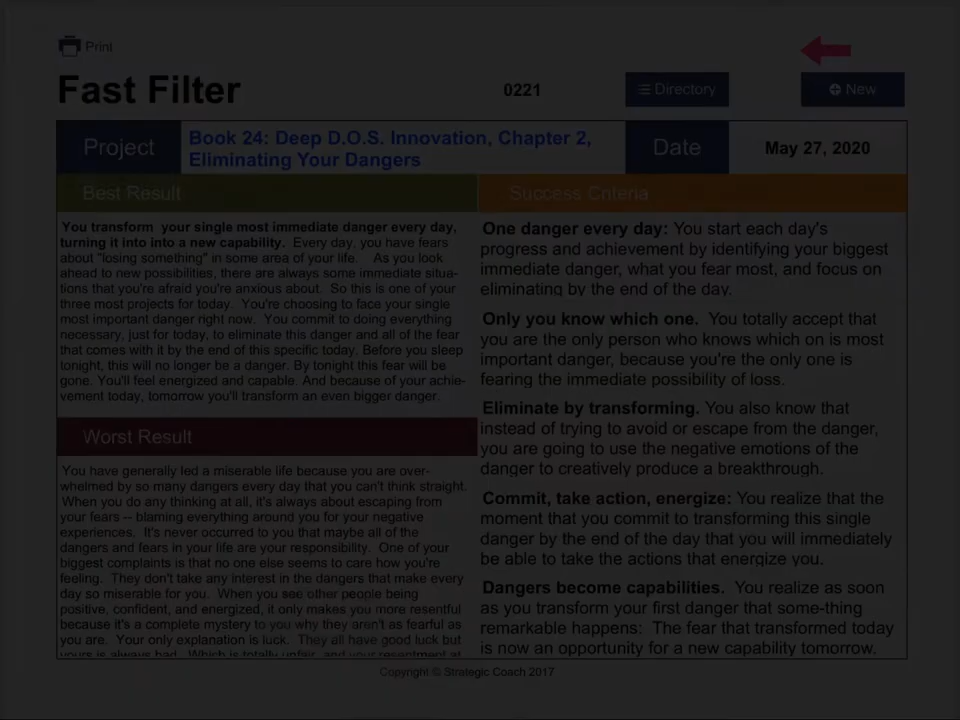 Print
Fast Filter
0221
Directory
New
Project
Book 24: Deep D.O.S. Innovation, Chapter 2,
Eliminating Your Dangers
Date
May 27, 2020
Best Result
You transform your single most immediate danger every day,
turning it into into a new capability. Every day, you have fears
about "losing something" in some area of your life. As you look
ahead to new possibilities, there are always some immediate situa-
tions that you're afraid you're anxious about. So this is one of your
three most projects for today. You're choosing to face your single
most important danger right now. You commit to doing everything
necessary, just for today, to eliminate this danger and all of the fear
that comes with it by the end of this specific today. Before you sleep
tonight, this will no longer be a danger. By tonight this fear will be
gone. You'll feel energized and capable. And because of your achie-
vement today, tomorrow you'll transform an even bigger danger.
Worst Result
You have generally led a miserable life because you are over-
whelmed by so many dangers every day that you can't think straight.
When you do any thinking at all, it's always about escaping from
your fears -- blaming everything around you for your negative
experiences. It's never occurred to you that maybe all of the
dangers and fears in your life are your responsibility. One of your
biggest complaints is that no one else seems to care how you're
feeling. They don't take any interest in the dangers that make every
day so miserable for you. When you see other people being
positive, confident, and energized, it only makes you more resentful
because it's a complete mystery to you why they aren't as fearful as
you are. Your only explanation is luck. They all have good luck but
yours is always bad. Which is totally unfair, and your resentment at
Success Criteria
One danger every day: You start each day's
progress and achievement by identifying your biggest
immediate danger, what you fear most, and focus on
eliminating by the end of the day.
Only you know which one. You totally accept that
you are the only person who knows which on is most
important danger, because you're the only one is
fearing the immediate possibility of loss.
Eliminate by transforming. You also know that
instead of trying to avoid or escape from the danger,
you are going to use the negative emotions of the
danger to creatively produce a breakthrough.
Commit, take action, energize: You realize that the
moment that you commit to transforming this single
danger by the end of the day that you will immediately
be able to take the actions that energize you.
Dangers become capabilities. You realize as soon
as you transform your first danger that some-thing
remarkable happens: The fear that transformed today
is now an opportunity for a new capability tomorrow.
Copyright © Strategic Coach 2017